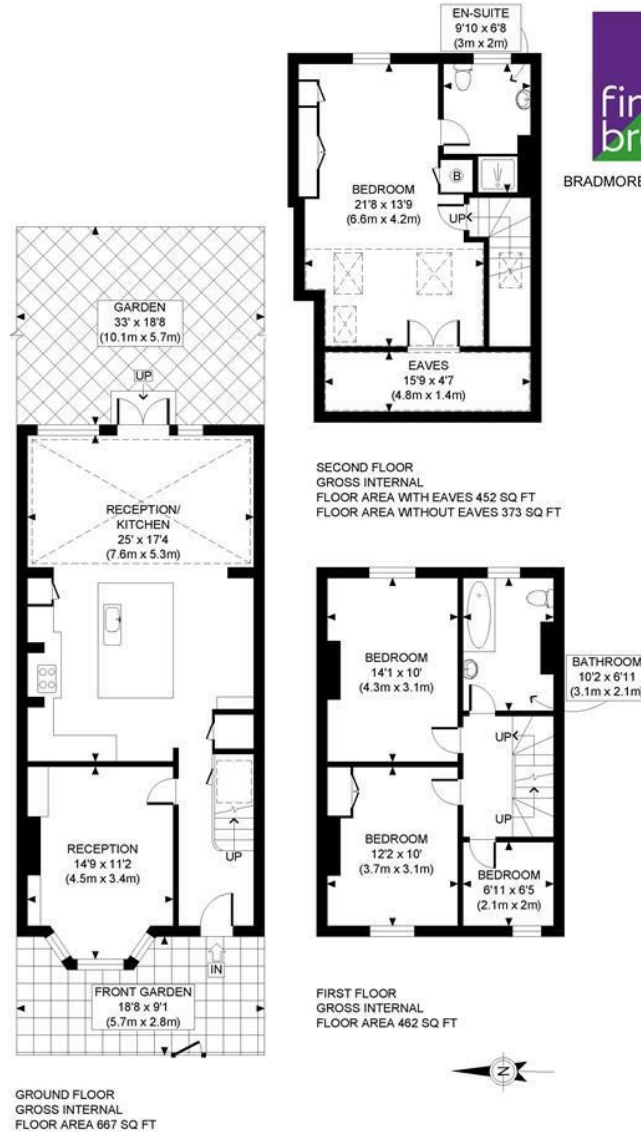 EN-SUITE
9'10 x 6'8
(3m x 2m)
BEDROOM
21'8 x 13'9
(6.6m x 4.2m)
B
UP
EAVES
15'9 x 4'7
(4.8m x 1.4m)
SECOND FLOOR
GROSS INTERNAL
FLOOR AREA WITH EAVES 452 SQ FT
FLOOR AREA WITHOUT EAVES 373 SQ FT
GARDEN
33' x 18'8
(10.1m x 5.7m)
UP
RECEPTION/
KITCHEN
25' x 17'4
(7.6m x 5.3m)
RECEPTION
14'9 x 11'2
(4.5m x 3.4m)
UP
IN
FRONT GARDEN
18'8 x 9'1
(5.7m x 2.8m)
GROUND FLOOR
GROSS INTERNAL
FLOOR AREA 667 SQ FT
BEDROOM
14'1 x 10'
(4.3m x 3.1m)
BATHROOM
10'2 x 6'11
(3.1m x 2.1m)
UP
UP
BEDROOM
12'2 x 10'
(3.7m x 3.1m)
BEDROOM
6'11 x 6'5
(2.1m x 2m)
FIRST FLOOR
GROSS INTERNAL
FLOOR AREA 462 SQ FT
N
BRADMORE